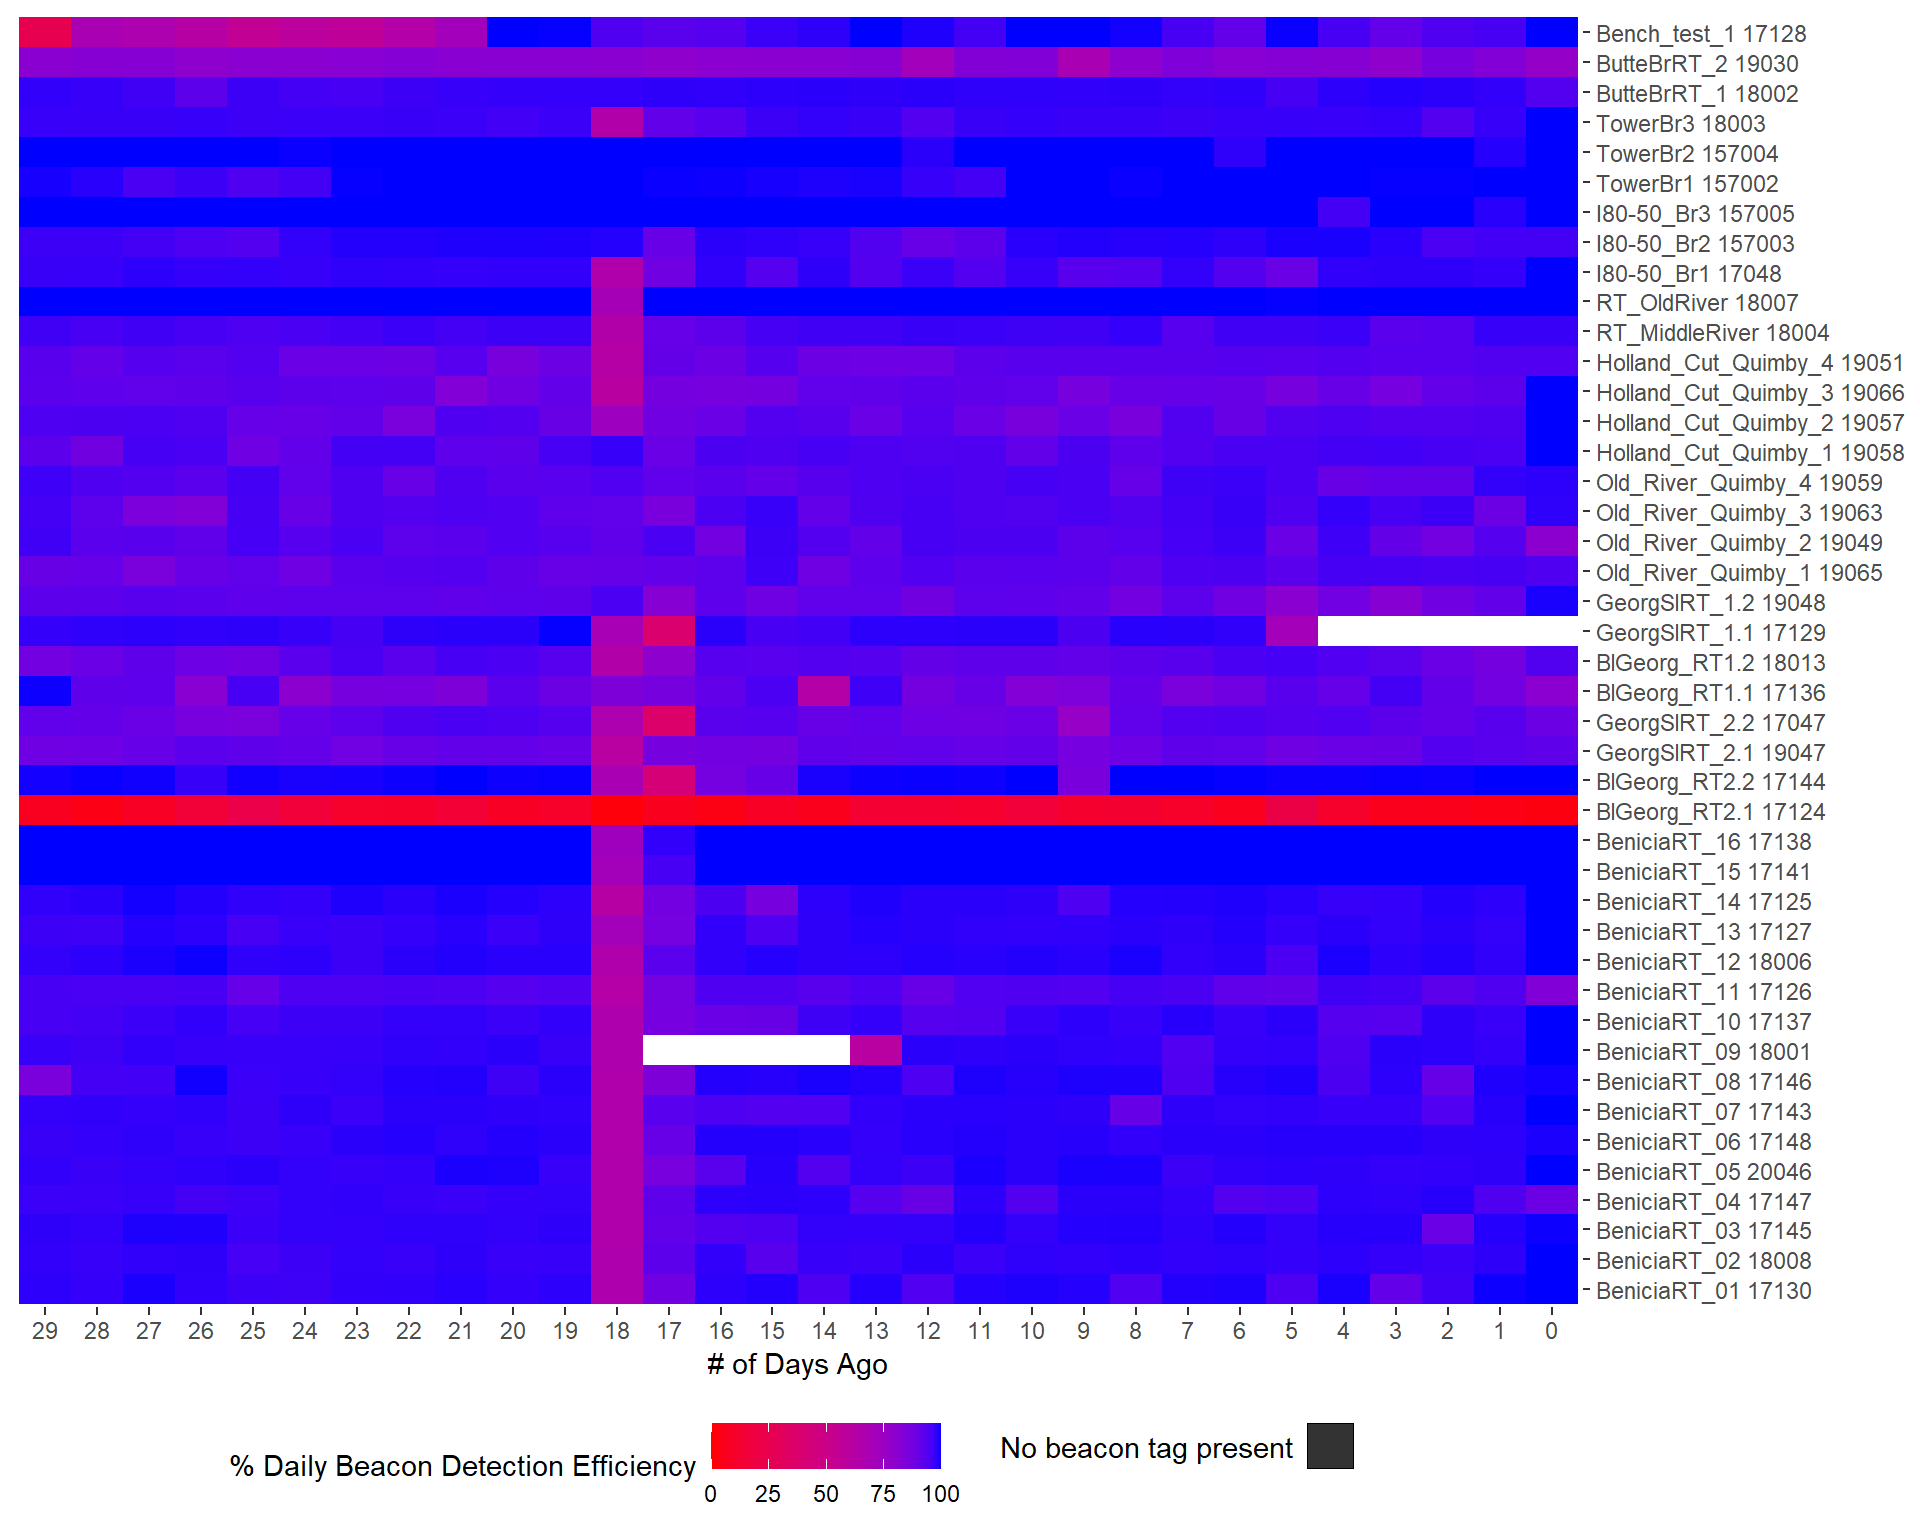 Bench_test_1 17128
ButteBrRT_2 19030
ButteBrRT_1 18002
TowerBr3 18003
TowerBr2 157004
TowerBr1 157002
I80-50_Br3 157005
I80-50_Br2 157003
I80-50_Br1 17048
RT_OldRiver 18007
RT_MiddleRiver 18004
Holland_Cut_Quimby_4 19051
Holland_Cut_Quimby_3 19066
Holland_Cut_Quimby_2 19057
Holland_Cut_Quimby_1 19058
Old_River_Quimby_4 19059
Old_River_Quimby_3 19063
Old_River_Quimby_2 19049
Old_River_Quimby_1 19065
GeorgSlRT_1.2 19048
GeorgSlRT_1.1 17129
BlGeorg_RT1.2 18013
BlGeorg_RT1.1 17136
GeorgSlRT_2.2 17047
GeorgSlRT_2.1 19047
BlGeorg_RT2.2 17144
BlGeorg_RT2.1 17124
BeniciaRT_16 17138
BeniciaRT_15 17141
BeniciaRT_14 17125
BeniciaRT_13 17127
BeniciaRT_12 18006
BeniciaRT_11 17126
BeniciaRT_10 17137
BeniciaRT_09 18001
BeniciaRT_08 17146
BeniciaRT_07 17143
BeniciaRT_06 17148
BeniciaRT_05 20046
BeniciaRT_04 17147
BeniciaRT_03 17145
BeniciaRT_02 18008
BeniciaRT_01 17130
29 28 27 26 25 24 23 22 21 20 19 18 17 16 15 14 13 12 11 10 9 8 7 6 5 4 3 2 1 0
# of Days Ago
% Daily Beacon Detection Efficiency
0 25 50 75 100
No beacon tag present